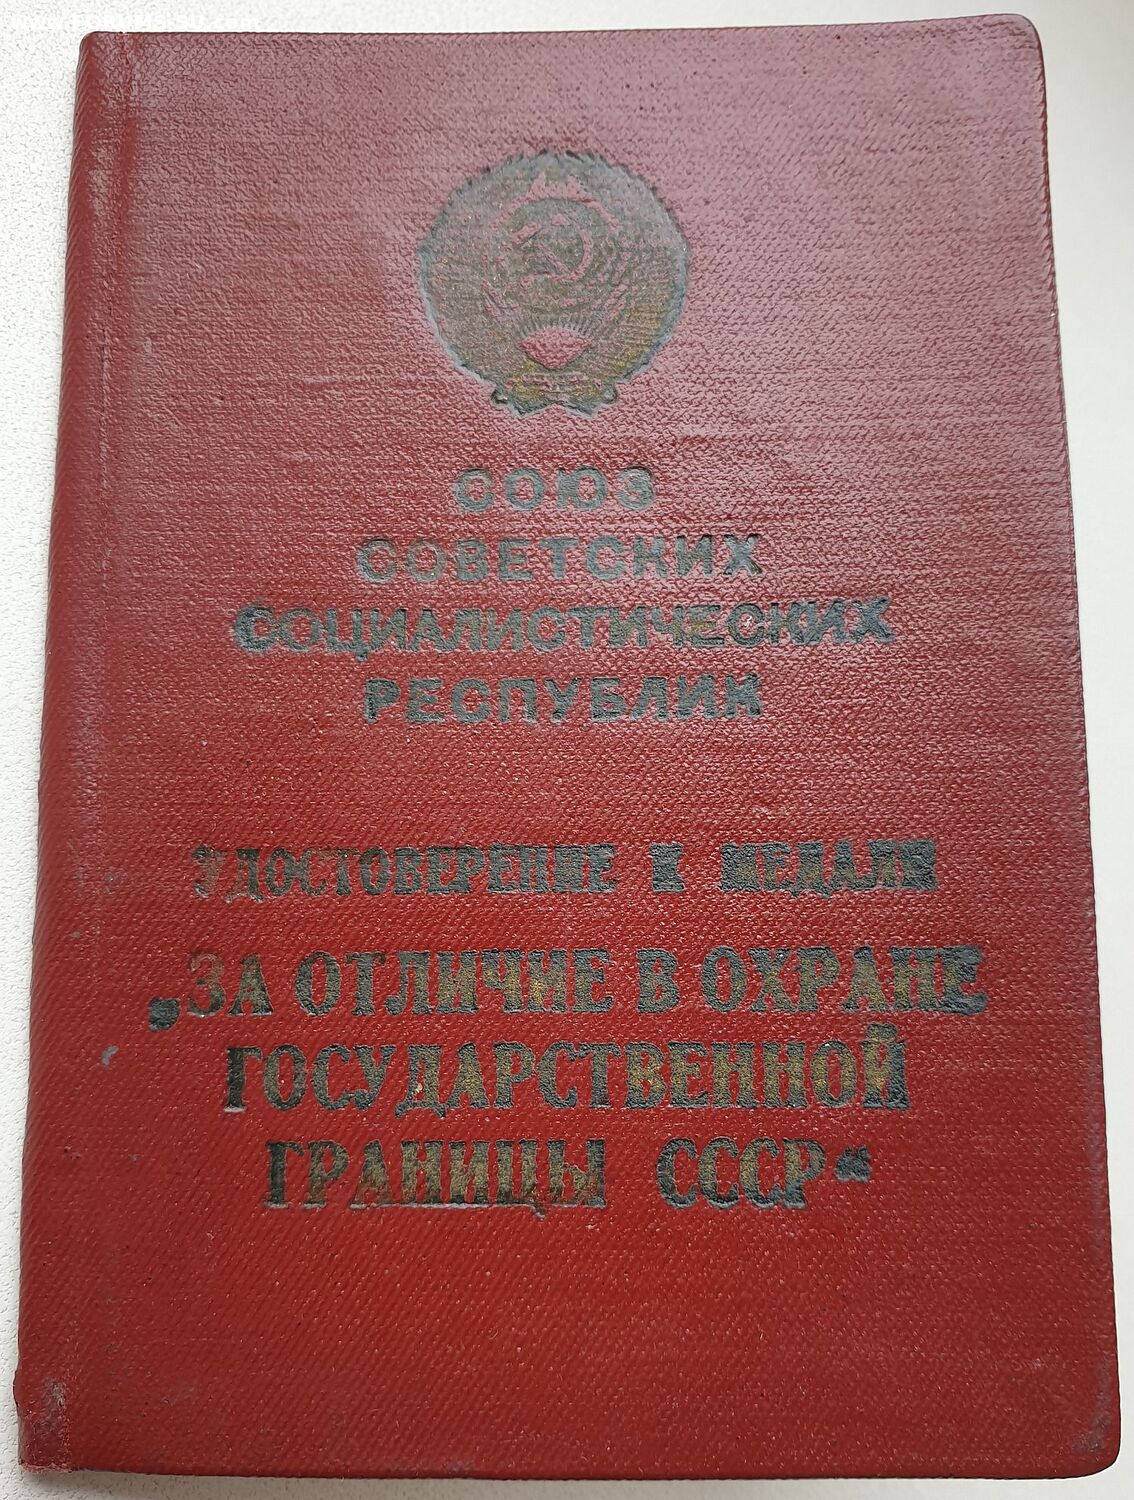 СОЮЗ
СОВЕТСКИХ
СОЦИАЛИСТИЧЕСКИХ
РЕСПУБЛИК
УДОСТОВЕРЕНИЕ К МЕДАЛИ
„ЗА ОТЛИЧИЕ В ОХРАНЕ
ГОСУДАРСТВЕННОЙ
ГРАНИЦЫ СССР“